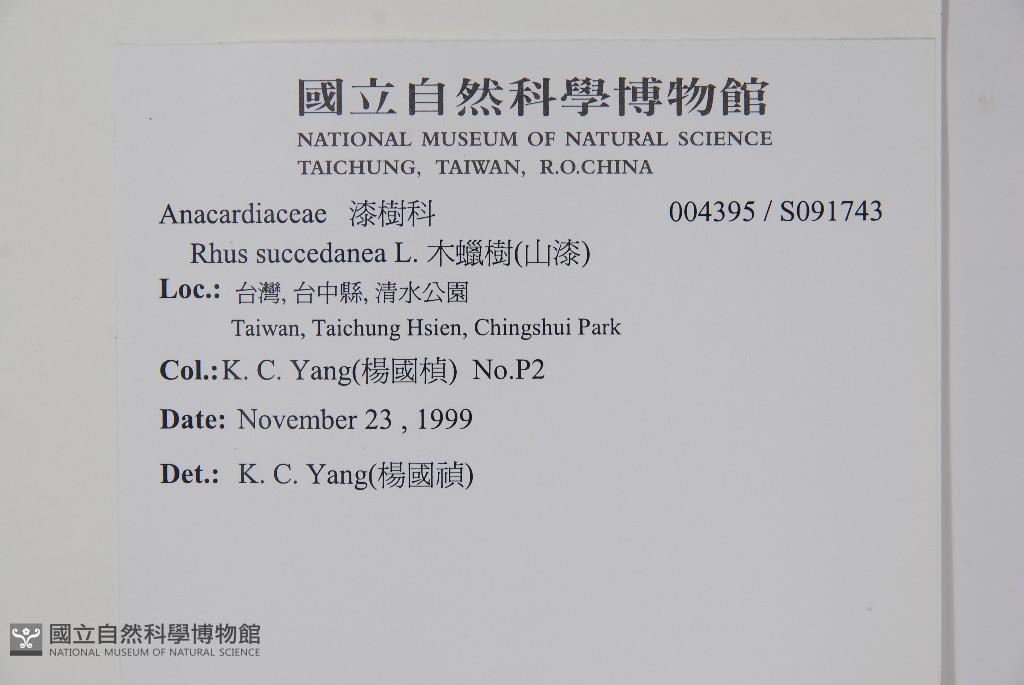 國立自然科學博物館
NATIONAL MUSEUM OF NATURAL SCIENCE
TAICHUNG, TAIWAN, R.O.CHINA
Anacardiaceae 漆樹科 004395 / S091743
Rhus succedanea L. 木蠟樹(山漆)
Loc.: 台灣, 台中縣, 清水公園
Taiwan, Taichung Hsien, Chingshui Park
Col.:K. C. Yang(楊國楨) No.P2
Date: November 23 , 1999
Det.: K. C. Yang(楊國禎)
國立自然科學博物館
NATIONAL MUSEUM OF NATURAL SCIENCE